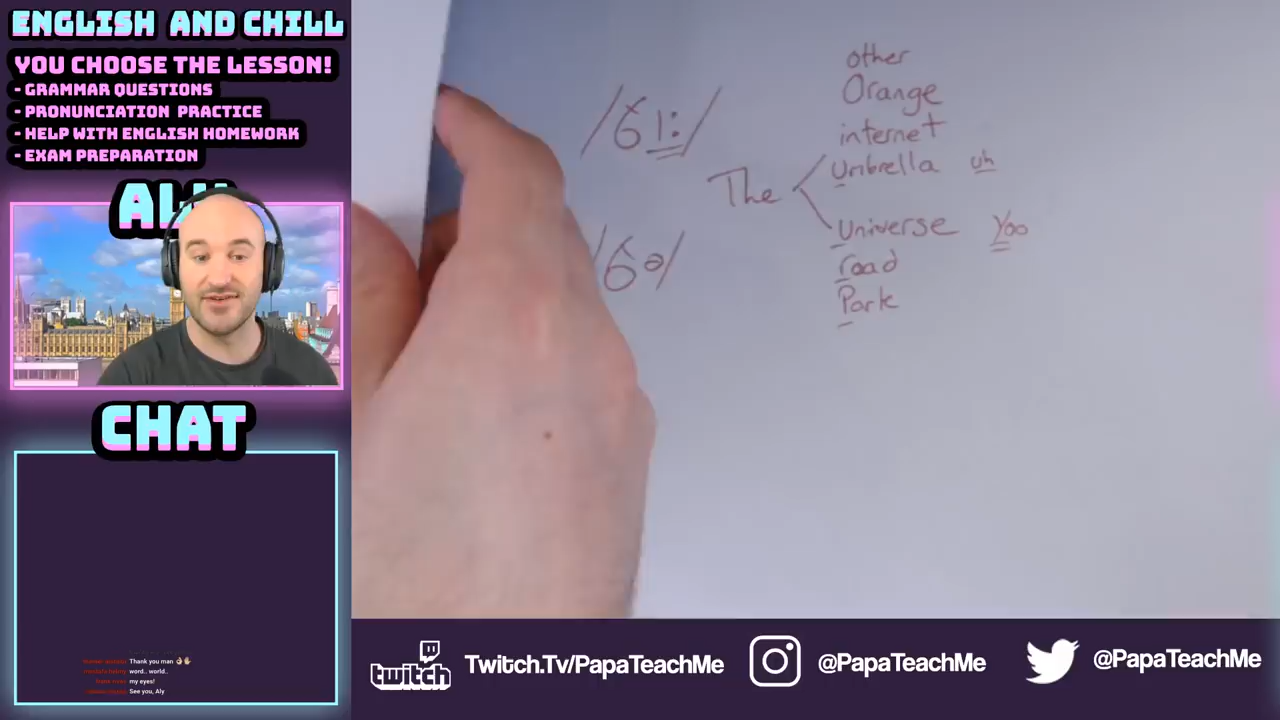 ENGLISH AND CHILL
YOU CHOOSE THE LESSON!
- GRAMMAR QUESTIONS
- PRONUNCIATION PRACTICE
- HELP WITH ENGLISH HOMEWORK
- EXAM PREPARATION
ALY
CHAT
Thank you man
word.. world..
my eyes!
See you, Aly
/ði:/
/ðə/
The
other
Orange
internet
Umbrella uh
Universe Yoo
road
Park
twitch
Twitch.Tv/PapaTeachMe
@PapaTeachMe
@PapaTeachMe